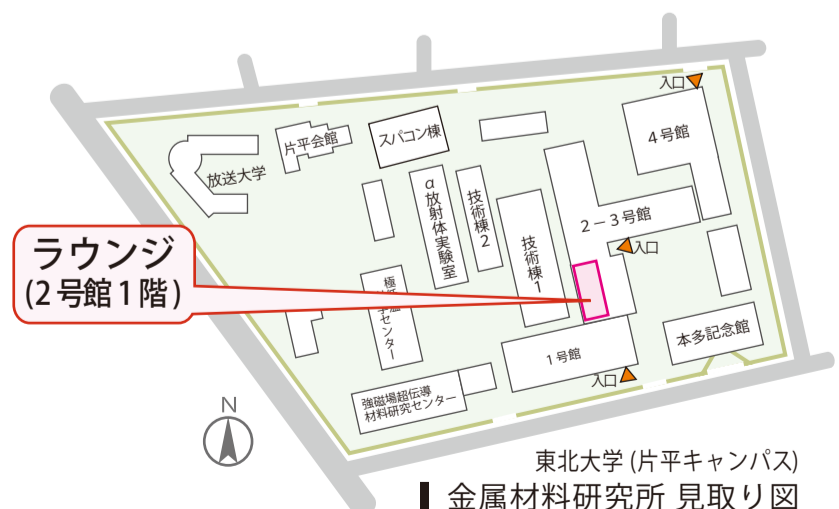 入口
4号館
スパコン棟
片平会館
放送大学
α放射体実験室
技術棟2
技術棟1
2−3号館
入口
ラウンジ
(2号館1階)
センター
本多記念館
1号館
入口
強磁場超伝導
材料研究センター
N
東北大学(片平キャンパス)
金属材料研究所 見取り図